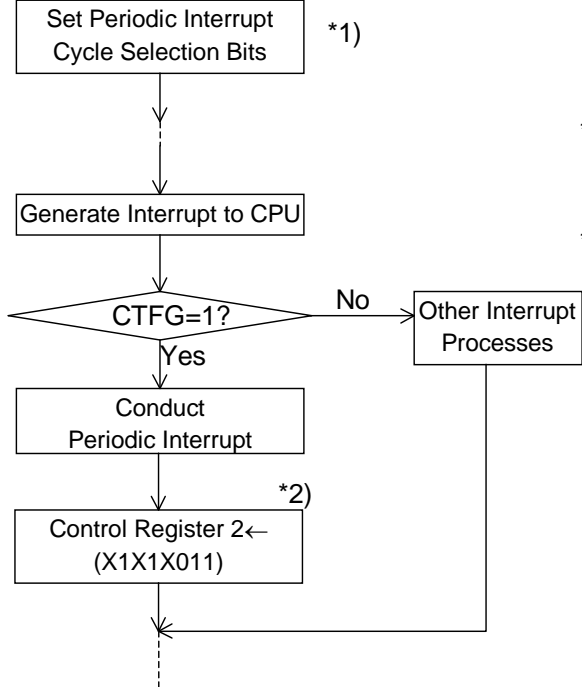 Set Periodic Interrupt
Cycle Selection Bits
*1)
Generate Interrupt to CPU
CTFG=1?
No
Other Interrupt
Processes
Yes
Conduct
Periodic Interrupt
*2)
Control Register 2←
(X1X1X011)